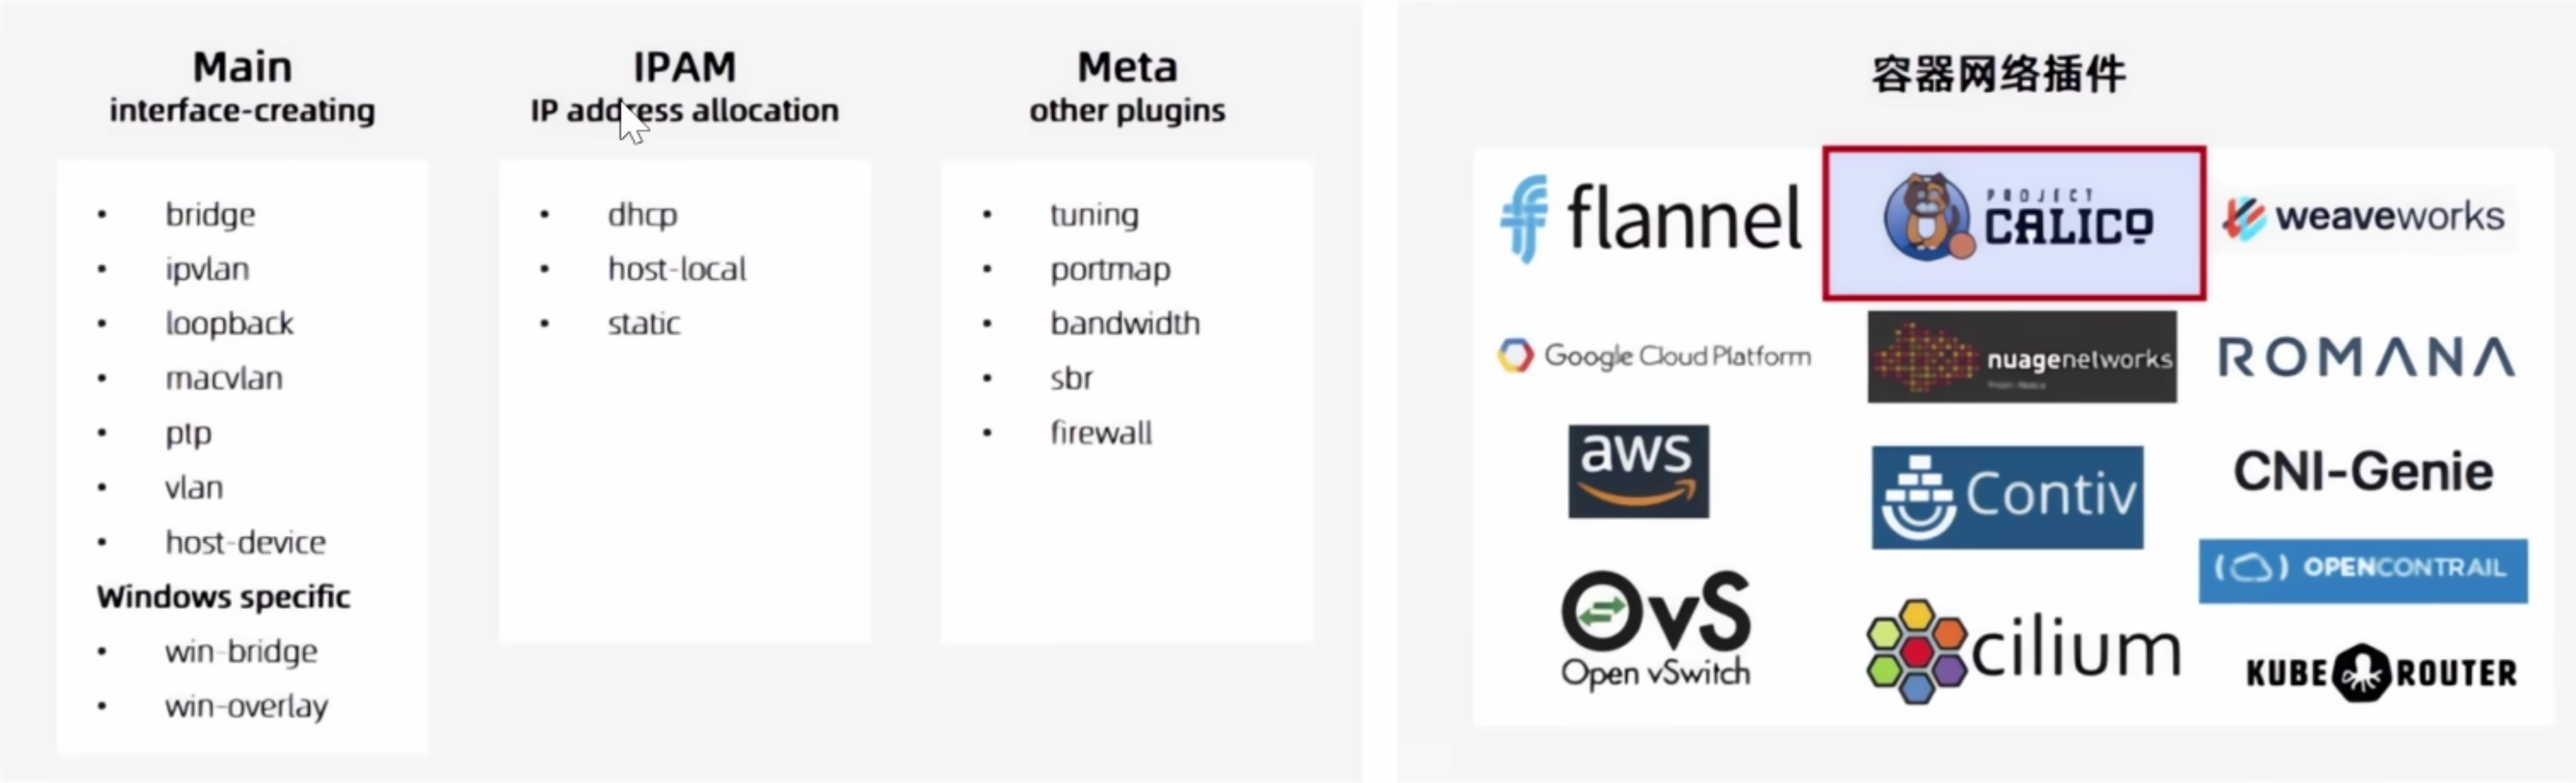 Main
interface-creating
• bridge
• ipvlan
• loopback
• macvlan
• ptp
• vlan
• host-device
Windows specific
• win-bridge
• win-overlay
IPAM
IP address allocation
• dhcp
• host-local
• static
Meta
other plugins
• tuning
• portmap
• bandwidth
• sbr
• firewall
容器网络插件
flannel
PROJECT
CALICO
weaveworks
Google Cloud Platform
nuagenetworks
ROMANA
aws
Contiv
CNI-Genie
OPENCONTRAIL
OvS
Open vSwitch
cilium
KUBE ROUTER